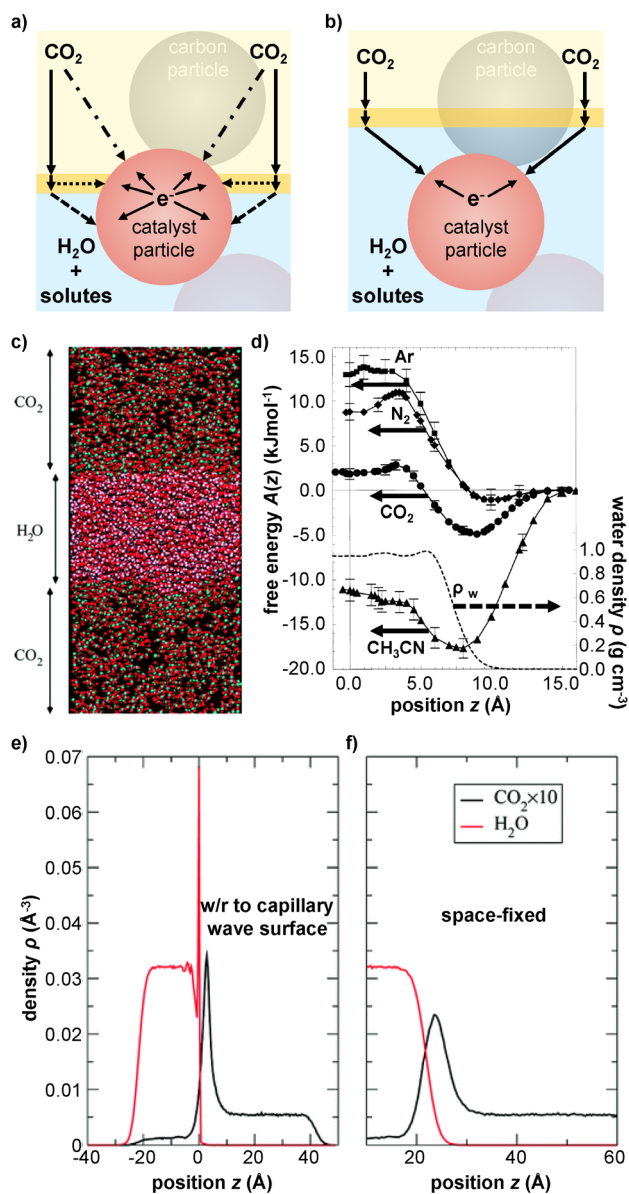 a)
CO2
carbon
particle
CO2
e-
catalyst
particle
H2O
+
solutes
b)
CO2
carbon
particle
CO2
e-
catalyst
particle
H2O
+
solutes
c)
CO2
H2O
CO2
d)
free energy A(z) (kJmol-1)
15.0
10.0
5.0
0.0
-5.0
-10.0
-15.0
-20.0
Ar
N2
CO2
ρ w
CH3CN
1.0
0.8
0.6
0.4
0.2
0.0
water density ρ (g cm-3)
0.0 5.0 10.0 15.0
position z (Å)
e)
density ρ (Å-3)
0.07
0.06
0.05
0.04
0.03
0.02
0.01
0
w/r to capillary
wave surface
-40 -20 0 20 40
position z (Å)
f)
CO2×10
H2O
space-fixed
20 40 60
position z (Å)